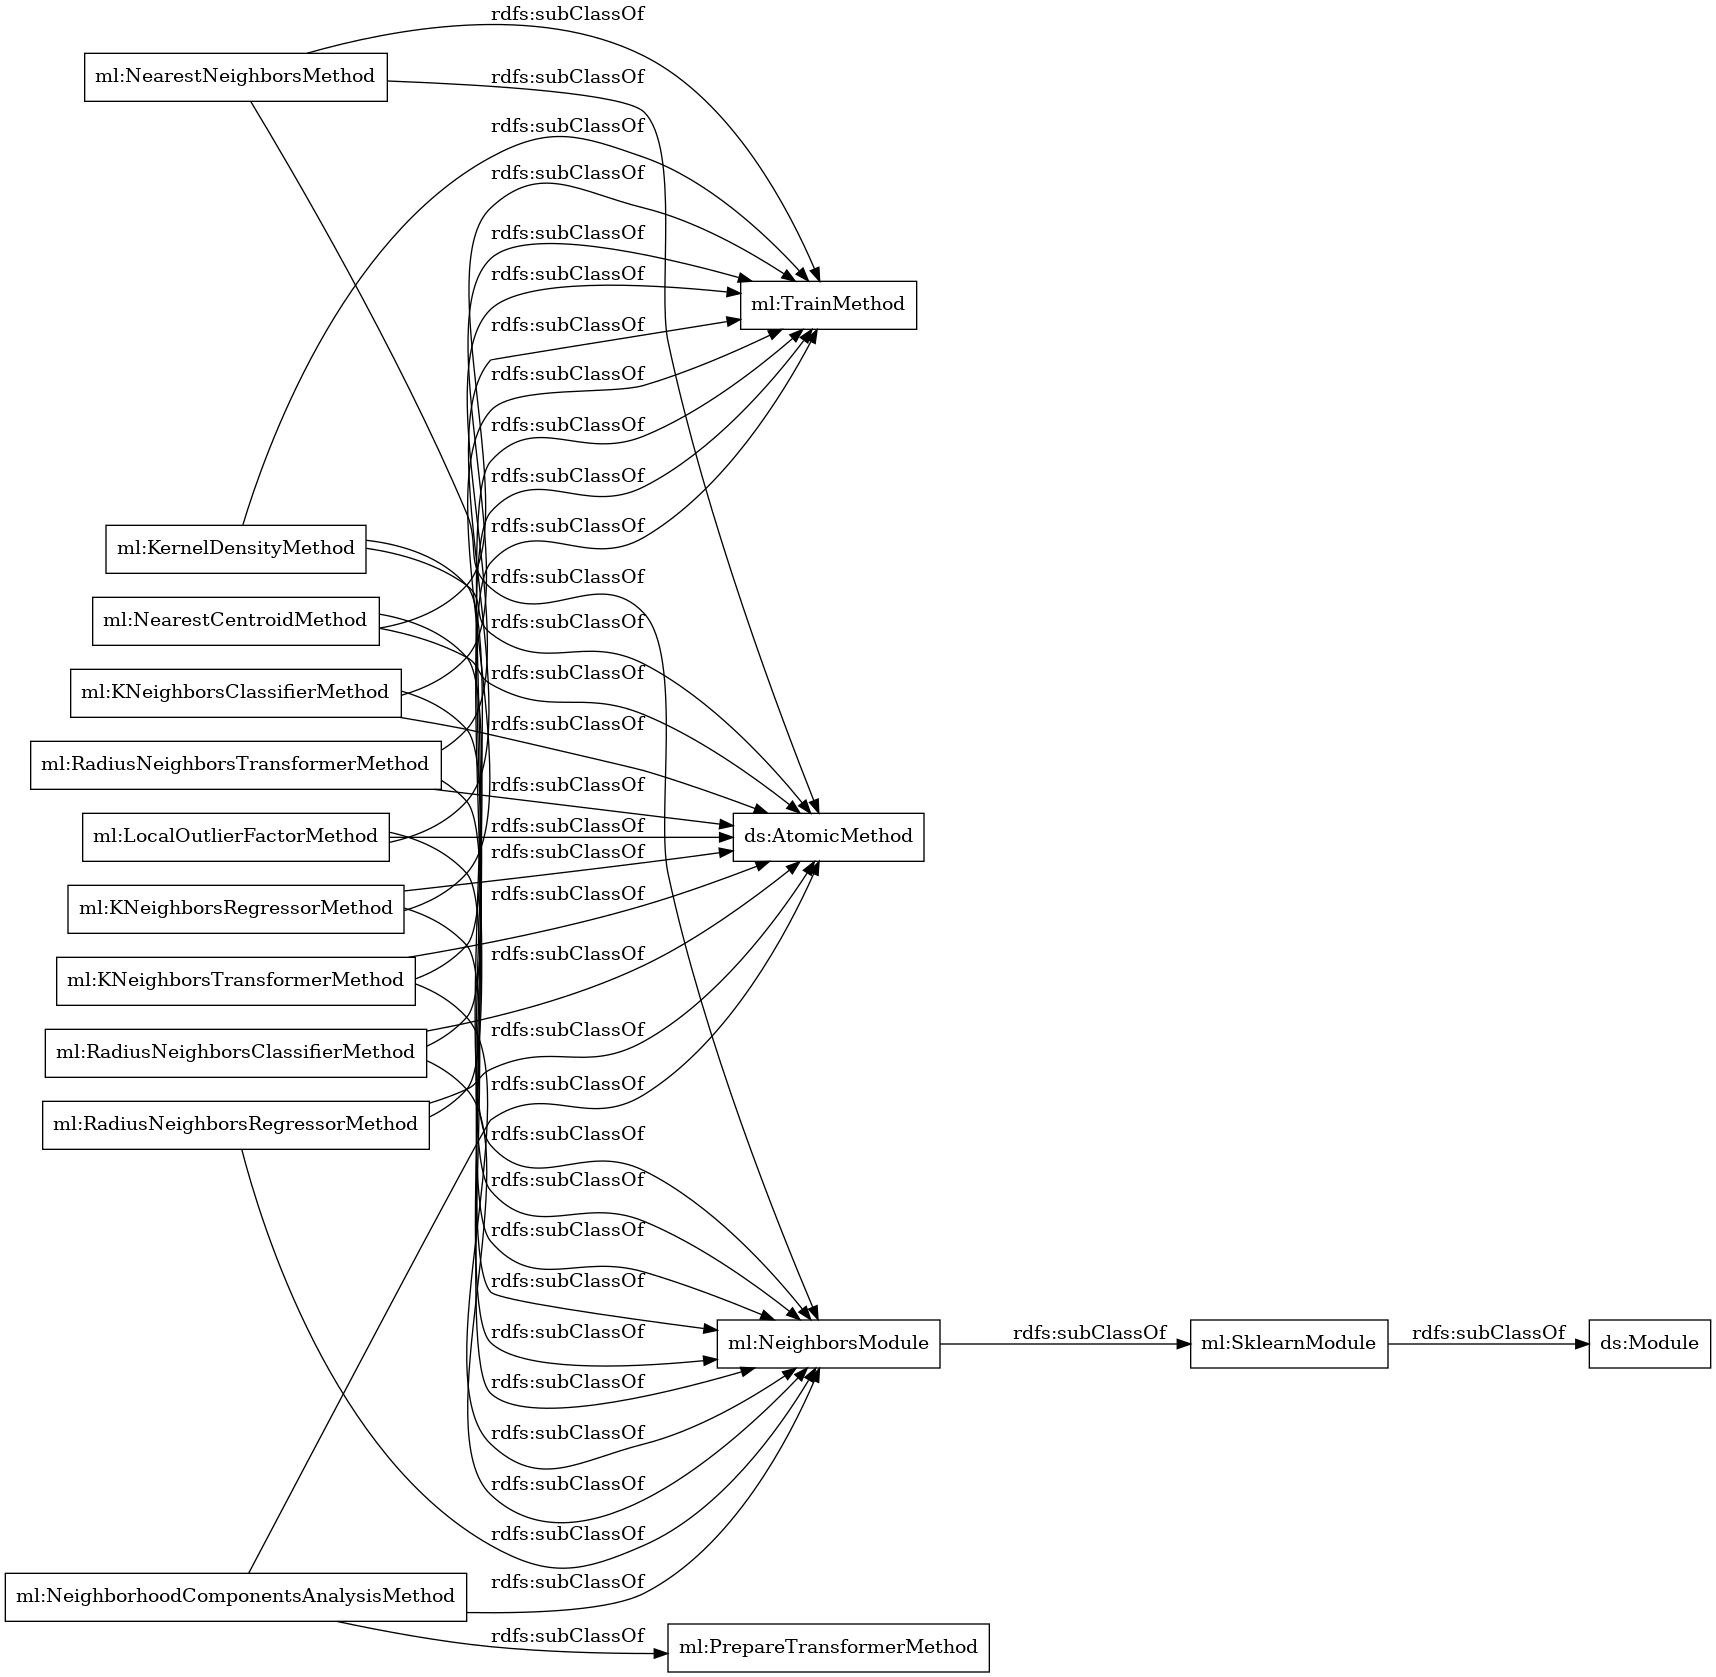 rdfs:subClassOf
ml:NearestNeighborsMethod
rdfs:subClassOf
rdfs:subClassOf
rdfs:subClassOf
rdfs:subClassOf
rdfs:subClassOf
ml:TrainMethod
rdfs:subClassOf
rdfs:subClassOf
rdfs:subClassOf
rdfs:subClassOf
rdfs:subClassOf
ml:KernelDensityMethod
rdfs:subClassOf
ml:NearestCentroidMethod
rdfs:subClassOf
rdfs:subClassOf
ml:KNeighborsClassifierMethod
rdfs:subClassOf
ml:RadiusNeighborsTransformerMethod
rdfs:subClassOf
rdfs:subClassOf
ml:LocalOutlierFactorMethod
ds:AtomicMethod
rdfs:subClassOf
rdfs:subClassOf
ml:KNeighborsRegressorMethod
rdfs:subClassOf
ml:KNeighborsTransformerMethod
rdfs:subClassOf
ml:RadiusNeighborsClassifierMethod
rdfs:subClassOf
ml:RadiusNeighborsRegressorMethod
rdfs:subClassOf
rdfs:subClassOf
rdfs:subClassOf
rdfs:subClassOf
rdfs:subClassOf
rdfs:subClassOf
rdfs:subClassOf
ml:NeighborsModule
ml:SklearnModule
ds:Module
rdfs:subClassOf
rdfs:subClassOf
rdfs:subClassOf
rdfs:subClassOf
rdfs:subClassOf
ml:NeighborhoodComponentsAnalysisMethod
rdfs:subClassOf
ml:PrepareTransformerMethod